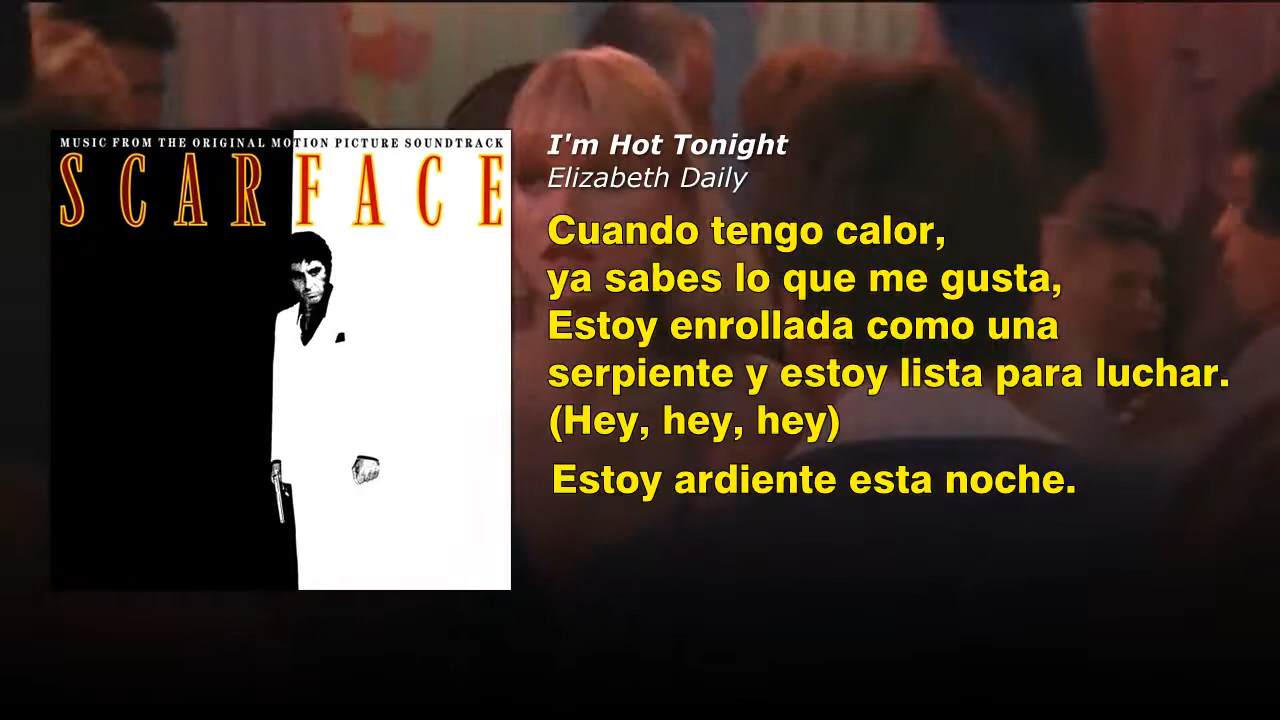 MUSIC FROM THE ORIGINAL MOTION PICTURE SOUNDTRACK
SCARFACE
I'm Hot Tonight
Elizabeth Daily
Cuando tengo calor,
ya sabes lo que me gusta,
Estoy enrollada como una
serpiente y estoy lista para luchar.
(Hey, hey, hey)
Estoy ardiente esta noche.